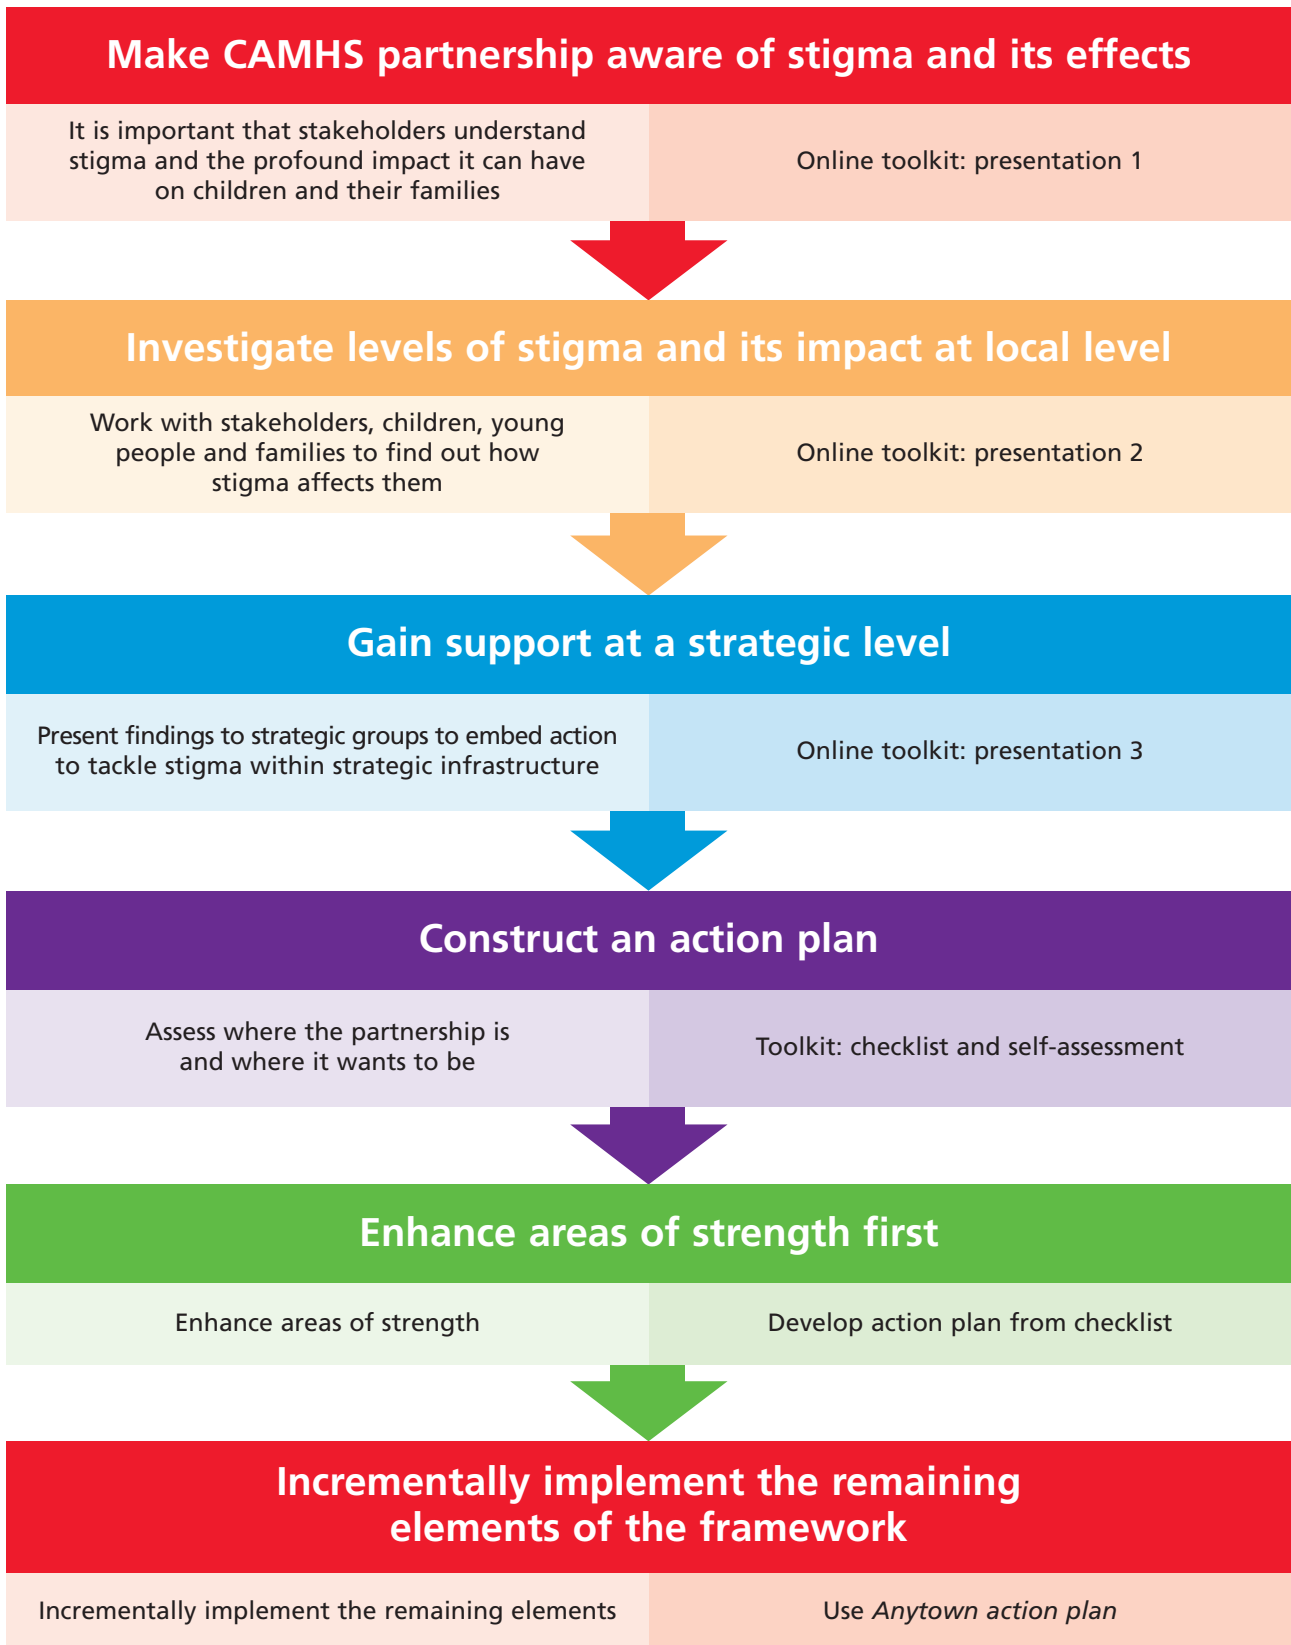 Make CAMHS partnership aware of stigma and its effects
It is important that stakeholders understand
stigma and the profound impact it can have
on children and their families
Online toolkit: presentation 1
Investigate levels of stigma and its impact at local level
Work with stakeholders, children, young
people and families to find out how
stigma affects them
Online toolkit: presentation 2
Gain support at a strategic level
Present findings to strategic groups to embed action
to tackle stigma within strategic infrastructure
Online toolkit: presentation 3
Construct an action plan
Assess where the partnership is
and where it wants to be
Toolkit: checklist and self-assessment
Enhance areas of strength first
Enhance areas of strength
Develop action plan from checklist
Incrementally implement the remaining
elements of the framework
Incrementally implement the remaining elements
Use Anytown action plan